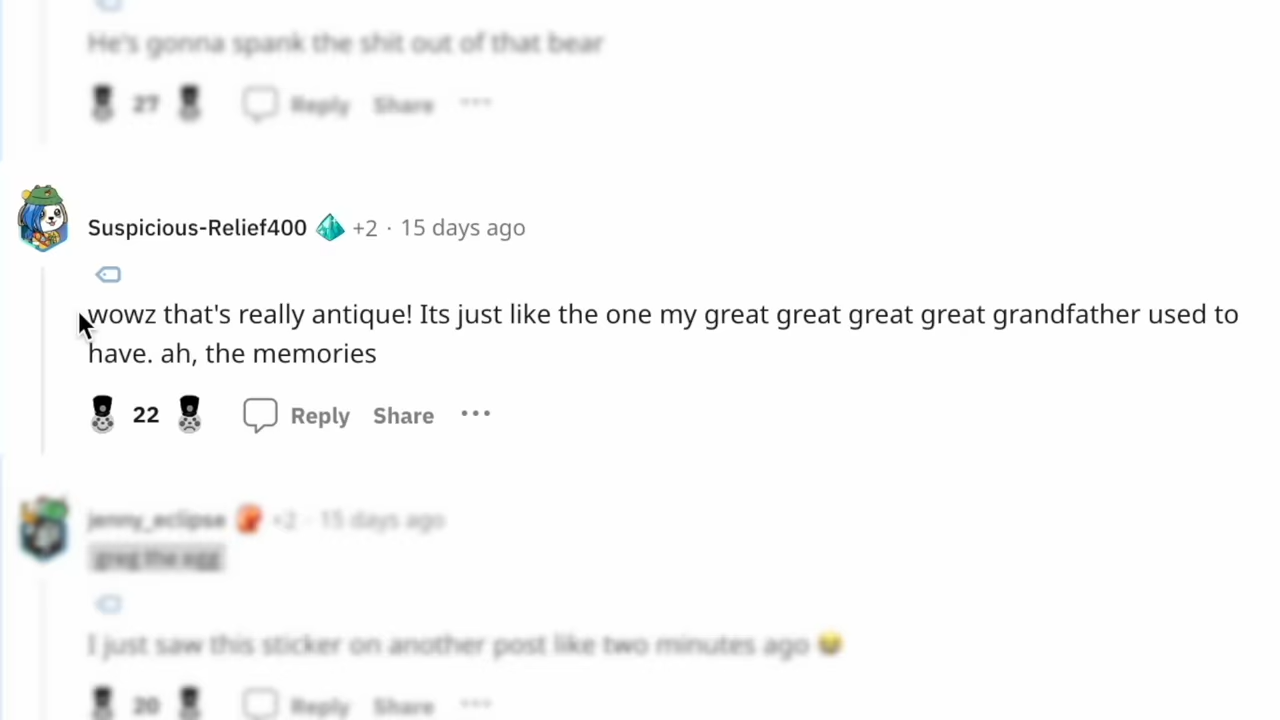 He's gonna spank the shit out of that bear
27 Reply Share ...
Suspicious-Relief400 +2 · 15 days ago
wowz that's really antique! Its just like the one my great great great great grandfather used to
have. ah, the memories
22 Reply Share ...
jenny_eclipse +2 · 15 days ago
greg the egg
I just saw this sticker on another post like two minutes ago 😂
20 Reply Share ...